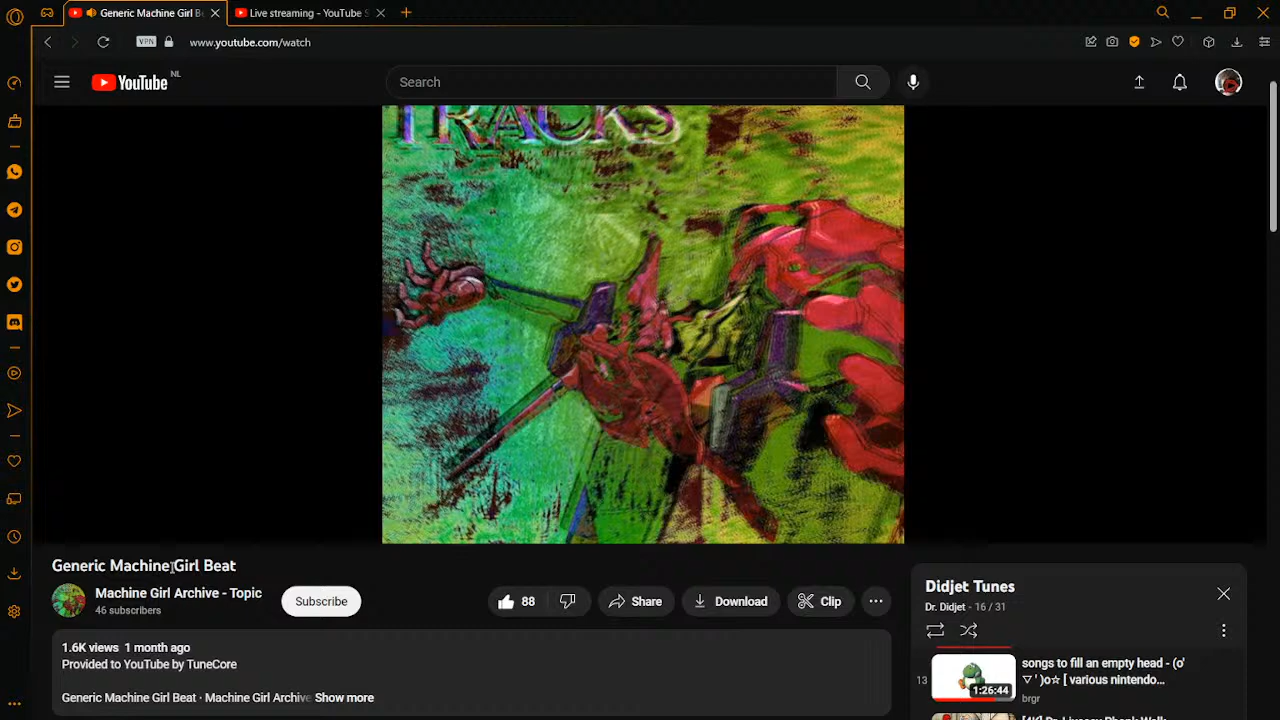 Generic Machine Girl Be
Live streaming - YouTube S
VPN
www.youtube.com/watch
YouTube NL
Search
TRACKS
Generic Machine Girl Beat
Machine Girl Archive - Topic
46 subscribers
Subscribe
88
Share
Download
Clip
1.6K views 1 month ago
Provided to YouTube by TuneCore
Generic Machine Girl Beat · Machine Girl Archive
Show more
Didjet Tunes
Dr. Didjet - 16 / 31
13
1:26:44
songs to fill an empty head - (o'
▽ ' )o☆ [ various nintendo...
brgr